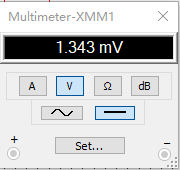 Multimeter-XMM1
1.343 mV
A V Ω dB
+ Set... −